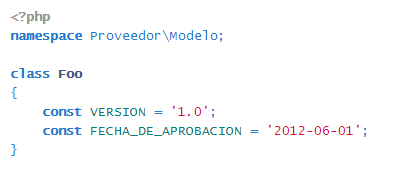 <?php
namespace Proveedor\Modelo;

class Foo
{
    const VERSION = '1.0';
    const FECHA_DE_APROBACION = '2012-06-01';
}